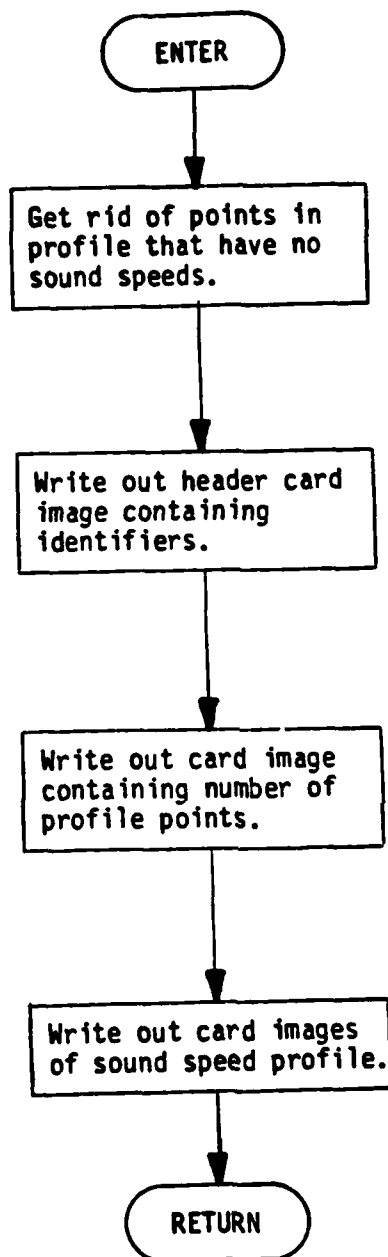 ENTER
Get rid of points in
profile that have no
sound speeds.
Write out header card
image containing
identifiers.
Write out card image
containing number of
profile points.
Write out card images
of sound speed profile.
RETURN